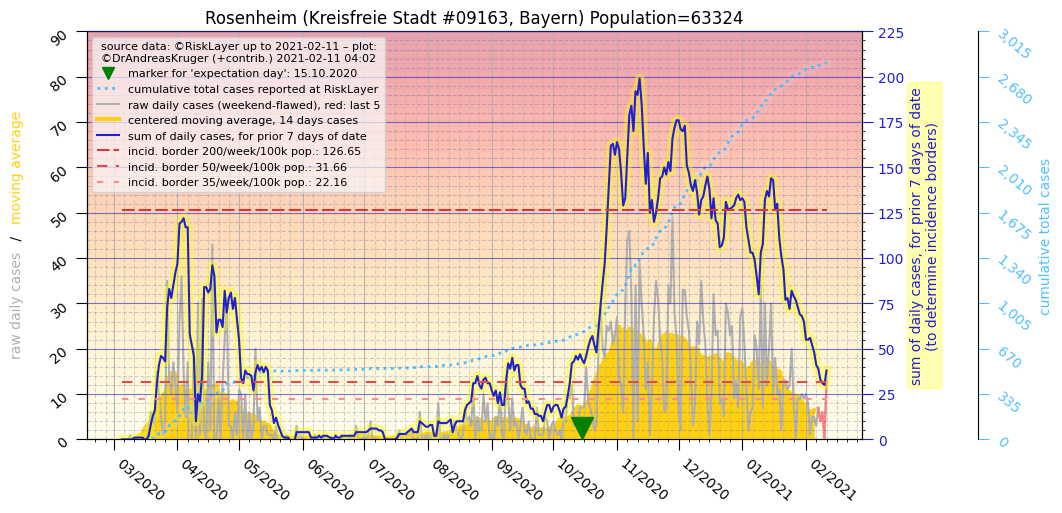 Rosenheim (Kreisfreie Stadt #09163, Bayern) Population=63324
source data: ©RiskLayer up to 2021-02-11 – plot:
©DrAndreasKruger (+contrib.) 2021-02-11 04:02
marker for 'expectation day': 15.10.2020
cumulative total cases reported at RiskLayer
raw daily cases (weekend-flawed), red: last 5
centered moving average, 14 days cases
sum of daily cases, for prior 7 days of date
incid. border 200/week/100k pop.: 126.65
incid. border 50/week/100k pop.: 31.66
incid. border 35/week/100k pop.: 22.16
raw daily cases / moving average
90
80
70
60
50
40
30
20
10
0
03/2020
04/2020
05/2020
06/2020
07/2020
08/2020
09/2020
10/2020
11/2020
12/2020
01/2021
02/2021
225
200
175
150
125
100
75
50
25
0
sum of daily cases, for prior 7 days of date
(to determine incidence borders)
3,015
2,680
2,345
2,010
1,675
1,340
1,005
670
335
0
cumulative total cases